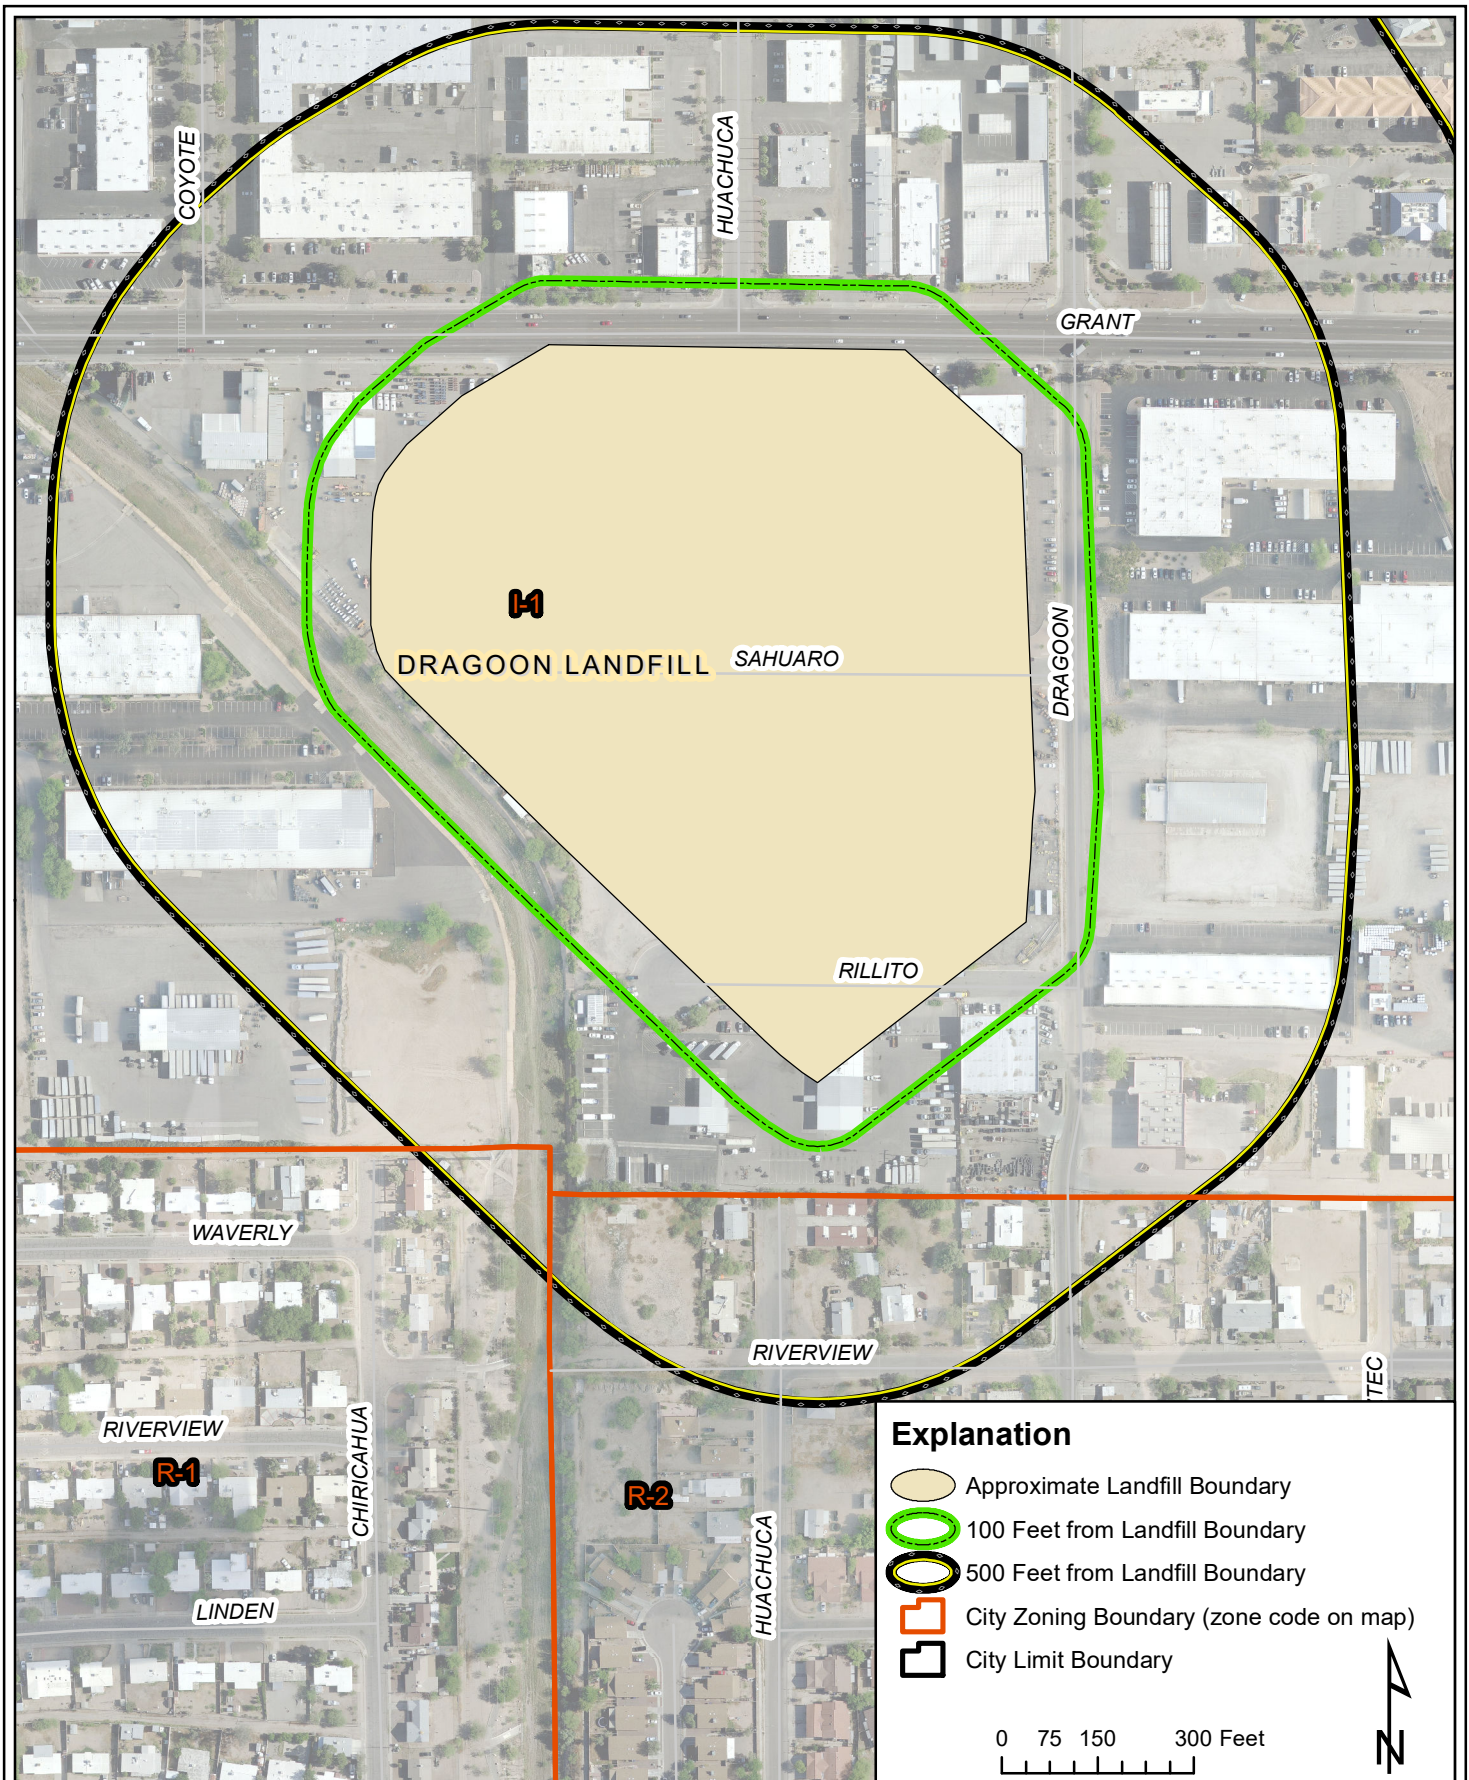 COYOTE
HUACHUCA
GRANT
I-1
DRAGOON LANDFILL
SAHUARO
DRAGOON
RILLITO
WAVERLY
RIVERVIEW
TEC
RIVERVIEW
R-1
CHIRICAHUA
R-2
HUACHUCA
LINDEN
Explanation
Approximate Landfill Boundary
100 Feet from Landfill Boundary
500 Feet from Landfill Boundary
City Zoning Boundary (zone code on map)
City Limit Boundary
0 75 150 300 Feet
N